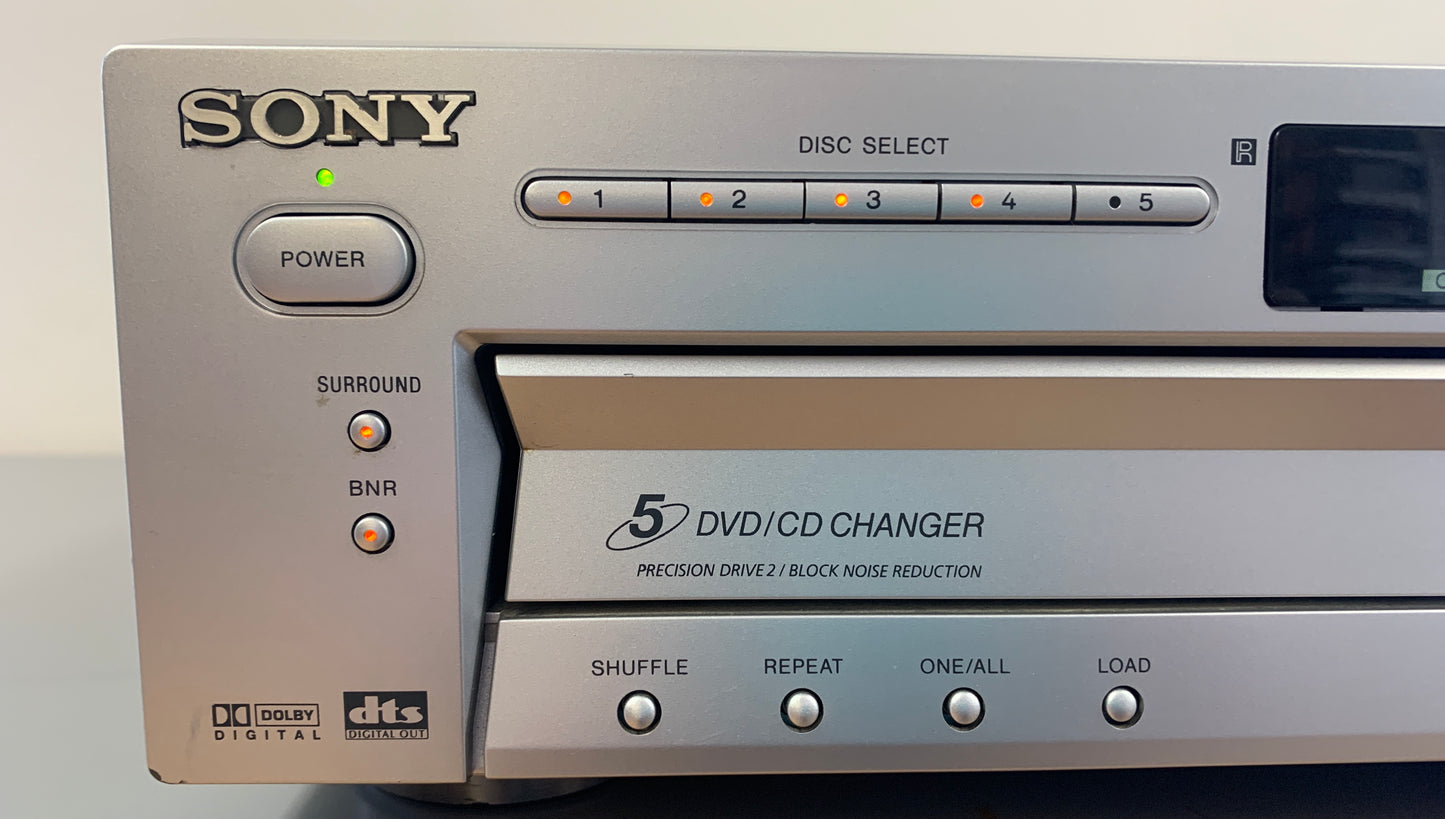 SONY
DISC SELECT
R
1 2 3 4 5
POWER
SURROUND
BNR
5 DVD/CD CHANGER
PRECISION DRIVE 2 / BLOCK NOISE REDUCTION
SHUFFLE REPEAT ONE/ALL LOAD
DOLBY
DIGITAL
dts
DIGITAL OUT